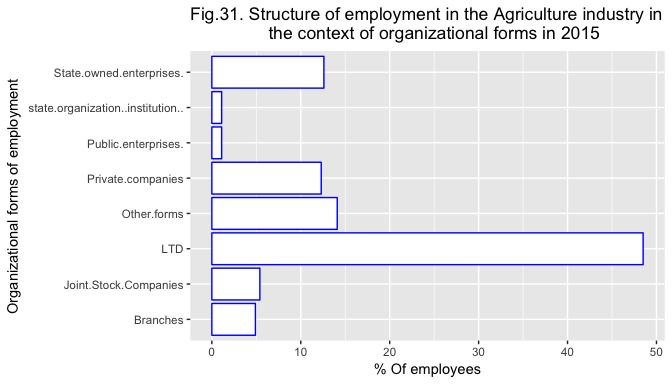 Fig.31. Structure of employment in the Agriculture industry in
the context of organizational forms in 2015
Organizational forms of employment
State.owned.enterprises.
state.organization..institution..
Public.enterprises.
Private.companies
Other.forms
LTD
Joint.Stock.Companies
Branches
0 10 20 30 40 50
% Of employees